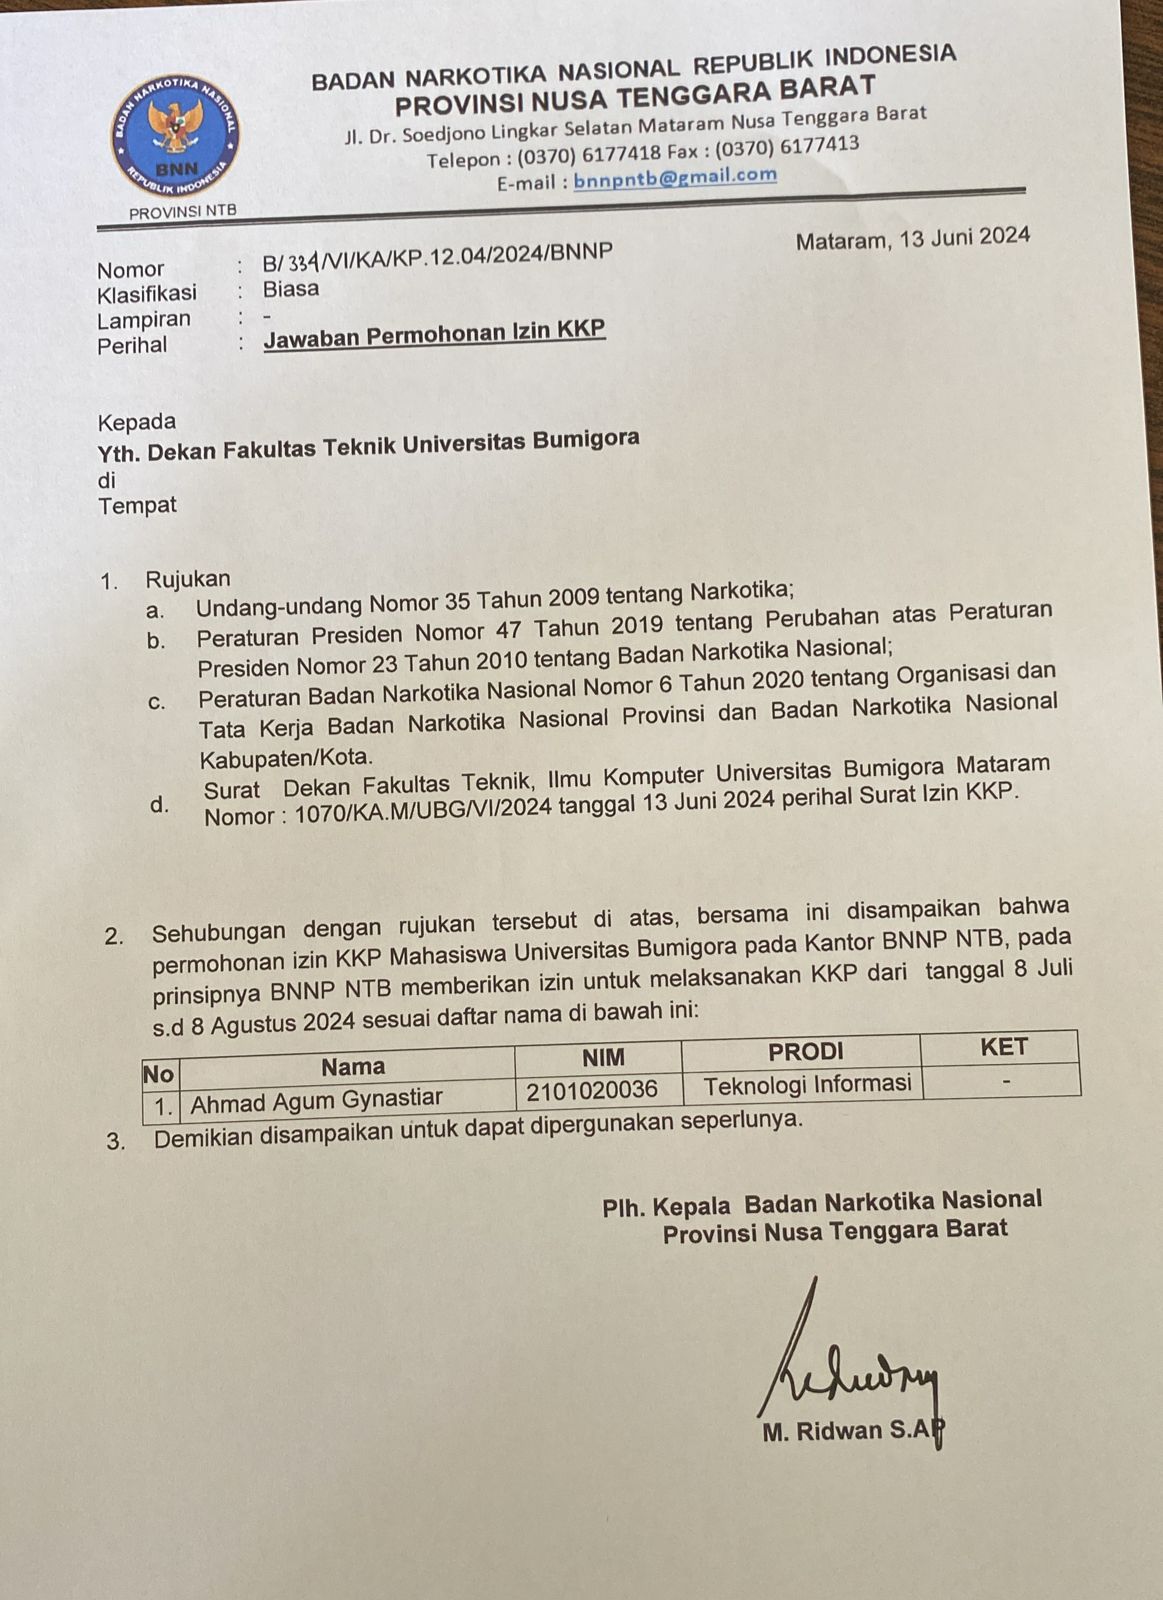 BADAN NARKOTIKA NASIONAL
BNN
REPUBLIK INDONESIA
PROVINSI NTB
BADAN NARKOTIKA NASIONAL REPUBLIK INDONESIA
PROVINSI NUSA TENGGARA BARAT
Jl. Dr. Soedjono Lingkar Selatan Mataram Nusa Tenggara Barat
Telepon : (0370) 6177418 Fax : (0370) 6177413
E-mail : bnnpntb@gmail.com
Mataram, 13 Juni 2024
Nomor : B/334/VI/KA/KP.12.04/2024/BNNP
Klasifikasi : Biasa
Lampiran : -
Perihal : Jawaban Permohonan Izin KKP
Kepada
Yth. Dekan Fakultas Teknik Universitas Bumigora
di
Tempat
1. Rujukan
a. Undang-undang Nomor 35 Tahun 2009 tentang Narkotika;
b. Peraturan Presiden Nomor 47 Tahun 2019 tentang Perubahan atas Peraturan
Presiden Nomor 23 Tahun 2010 tentang Badan Narkotika Nasional;
c. Peraturan Badan Narkotika Nasional Nomor 6 Tahun 2020 tentang Organisasi dan
Tata Kerja Badan Narkotika Nasional Provinsi dan Badan Narkotika Nasional
Kabupaten/Kota.
d. Surat Dekan Fakultas Teknik, Ilmu Komputer Universitas Bumigora Mataram
Nomor : 1070/KA.M/UBG/VI/2024 tanggal 13 Juni 2024 perihal Surat Izin KKP.
2. Sehubungan dengan rujukan tersebut di atas, bersama ini disampaikan bahwa
permohonan izin KKP Mahasiswa Universitas Bumigora pada Kantor BNNP NTB, pada
prinsipnya BNNP NTB memberikan izin untuk melaksanakan KKP dari tanggal 8 Juli
s.d 8 Agustus 2024 sesuai daftar nama di bawah ini:
No Nama NIM PRODI KET
1. Ahmad Agum Gynastiar 2101020036 Teknologi Informasi -
3. Demikian disampaikan untuk dapat dipergunakan seperlunya.
Plh. Kepala Badan Narkotika Nasional
Provinsi Nusa Tenggara Barat
M. Ridwan S.AP